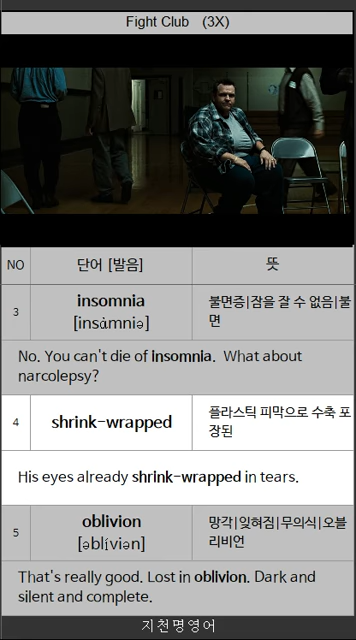 Fight Club (3X)
NO 단어 [발음] 뜻
3 insomnia [insάmniə] 불면증|잠을 잘 수 없음|불
면
No. You can't die of insomnia. What about
narcolepsy?
4 shrink-wrapped 플라스틱 피막으로 수축 포
장된
His eyes already shrink-wrapped in tears.
5 oblivion [əblíviən] 망각|잊혀짐|무의식|오블
리비언
That's really good. Lost in oblivion. Dark and
silent and complete.
지천명영어